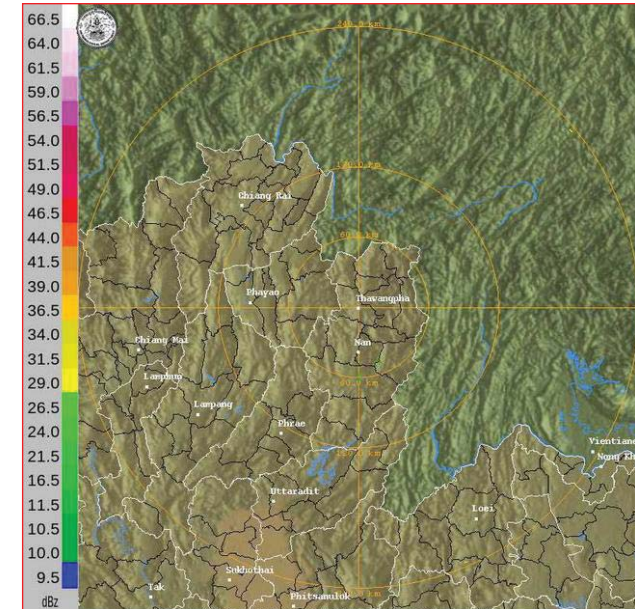 66.5
64.0
61.5
59.0
56.5
54.0
51.5
49.0
46.5
44.0
41.5
39.0
36.5
34.0
31.5
29.0
26.5
24.0
21.5
16.5
11.5
10.5
10.0
9.5
dBz
Chiang Rai
Phayao
Thavangpha
Chiang Mai
Nan
Lamphun
Lampang
Phrae
Vientiane
Nong Kh
Uttaradit
Loei
Sukhothai
Tak
Phitsanulok